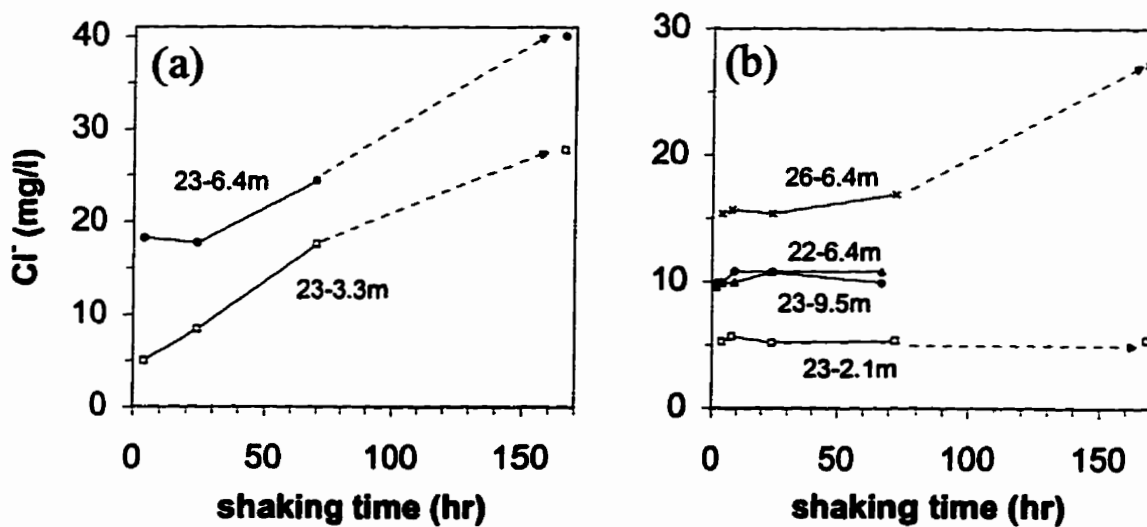 (a)
40
30
20
10
0
Cl⁻ (mg/l)
23-6.4m
23-3.3m
0 50 100 150
shaking time (hr)
(b)
30
20
10
0
26-6.4m
22-6.4m
23-9.5m
23-2.1m
0 50 100 150
shaking time (hr)